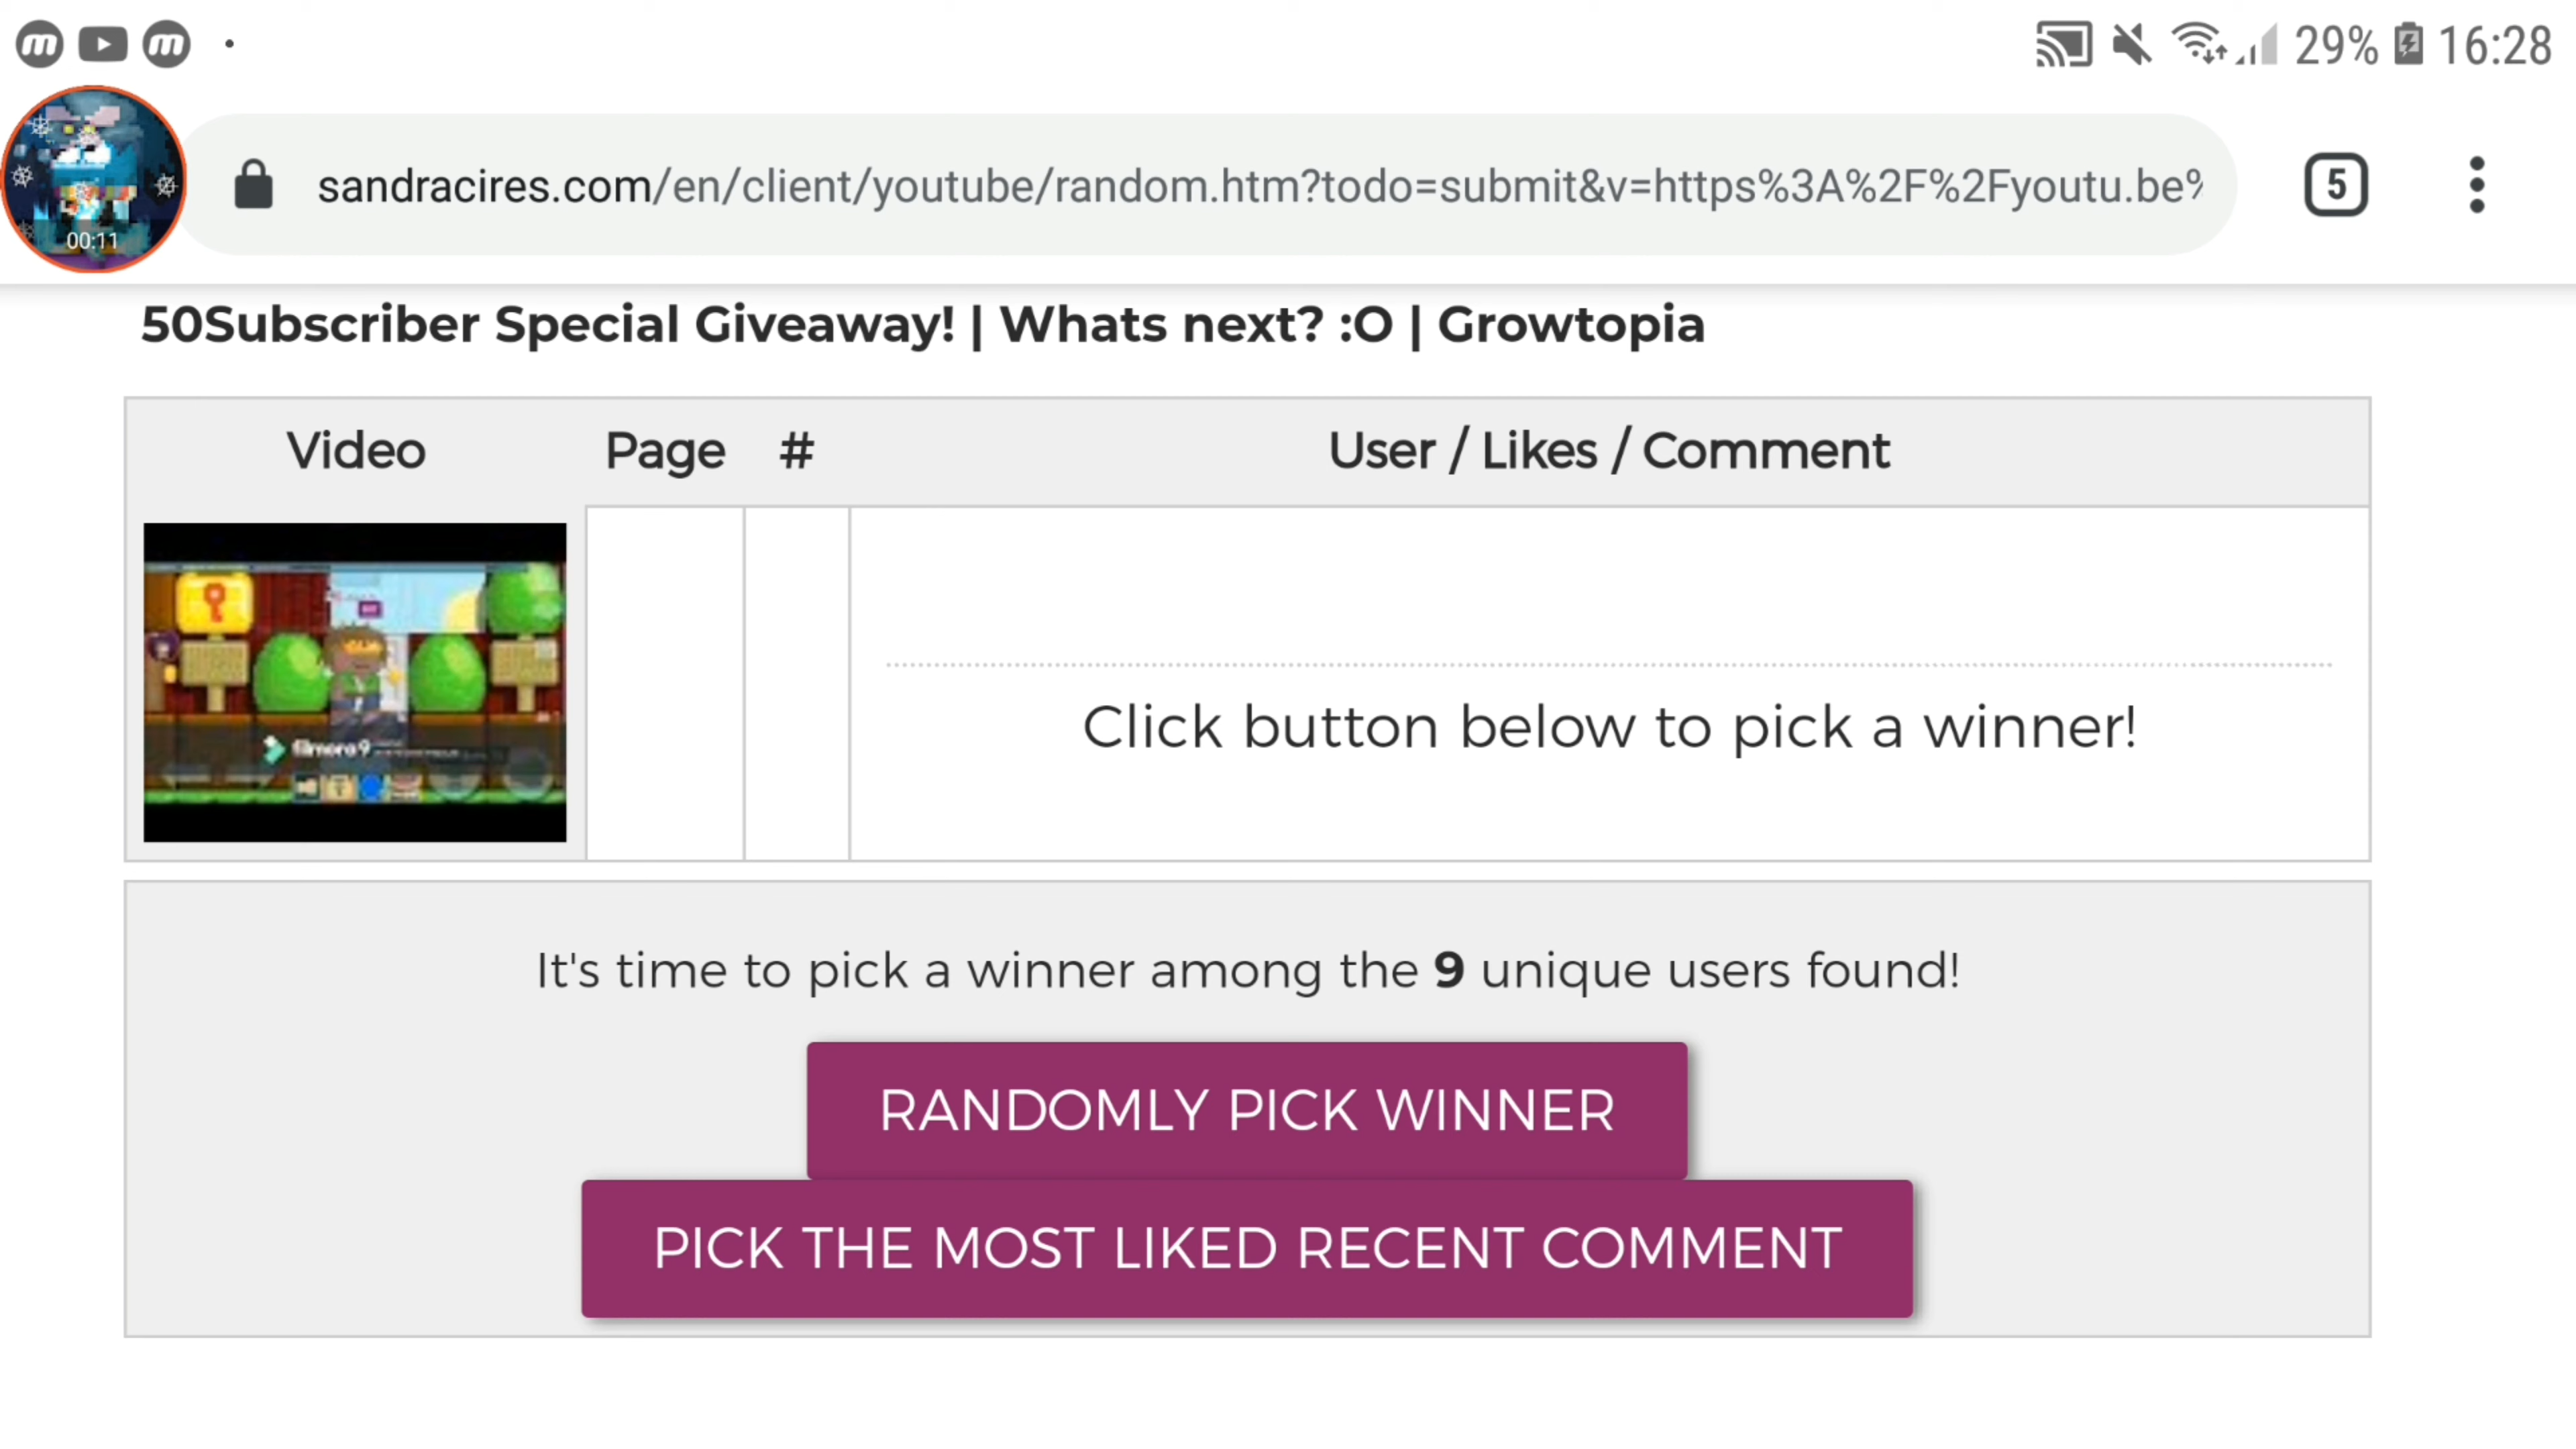 29% 16:28
00:11
sandracires.com/en/client/youtube/random.htm?todo=submit&v=https%3A%2F%2Fyoutu.be%
5
50Subscriber Special Giveaway! | Whats next? :O | Growtopia
Video Page # User / Likes / Comment
filmora9
Click button below to pick a winner!
It's time to pick a winner among the 9 unique users found!
RANDOMLY PICK WINNER
PICK THE MOST LIKED RECENT COMMENT